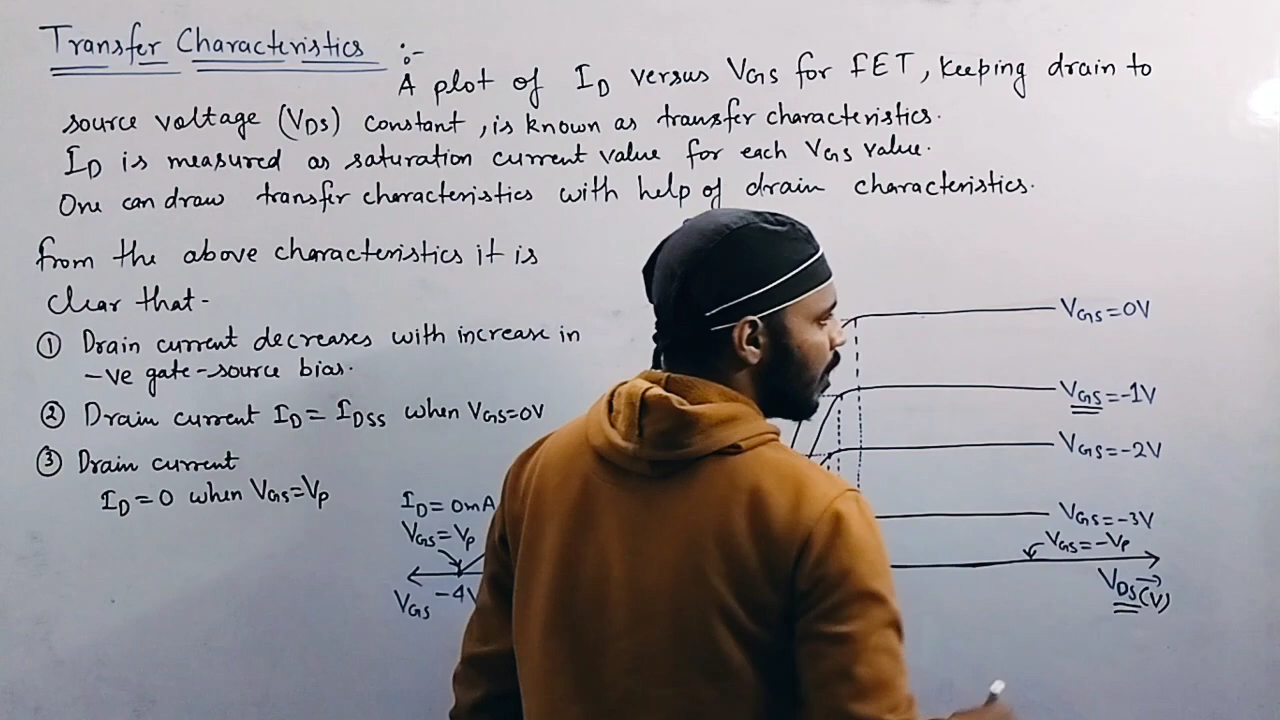 Transfer Characteristics :-
A plot of ID versus VGS for FET, keeping drain to
source voltage (VDS) constant, is known as transfer characteristics.
ID is measured as saturation current value for each VGS value.
One can draw transfer characteristics with help of drain characteristics.
from the above characteristics it is
clear that-
① Drain current decreases with increase in
-ve gate-source bias.
② Drain current ID = IDSS when VGS=0V
③ Drain current
ID=0 when VGS=Vp
ID=0mA
VGS=Vp
-4V
VGS
VGS=0V
VGS=-1V
VGS=-2V
VGS=-3V
VGS=-Vp
VDS(V)